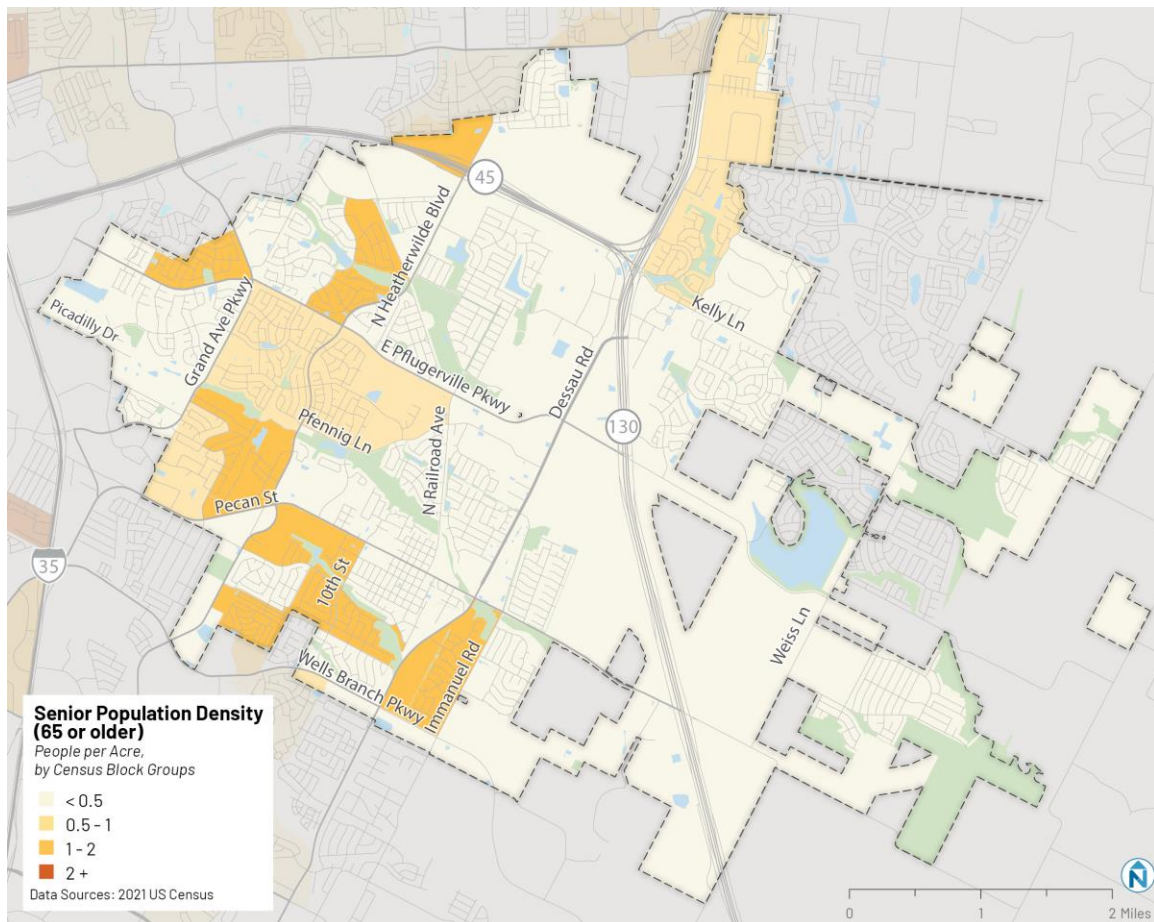 45
N Heatherwilde Blvd
Grand Ave Pkwy
Picadilly Dr
Kelly Ln
E Pflugerville Pkwy
Dessau Rd
130
Pfennig Ln
N Railroad Ave
Pecan St
35
10th St
Weiss Ln
Immanuel Rd
Wells Branch Pkwy
Senior Population Density
(65 or older)
People per Acre,
by Census Block Groups
< 0.5
0.5 - 1
1 - 2
2 +
Data Sources: 2021 US Census
N
0 1 2 Miles